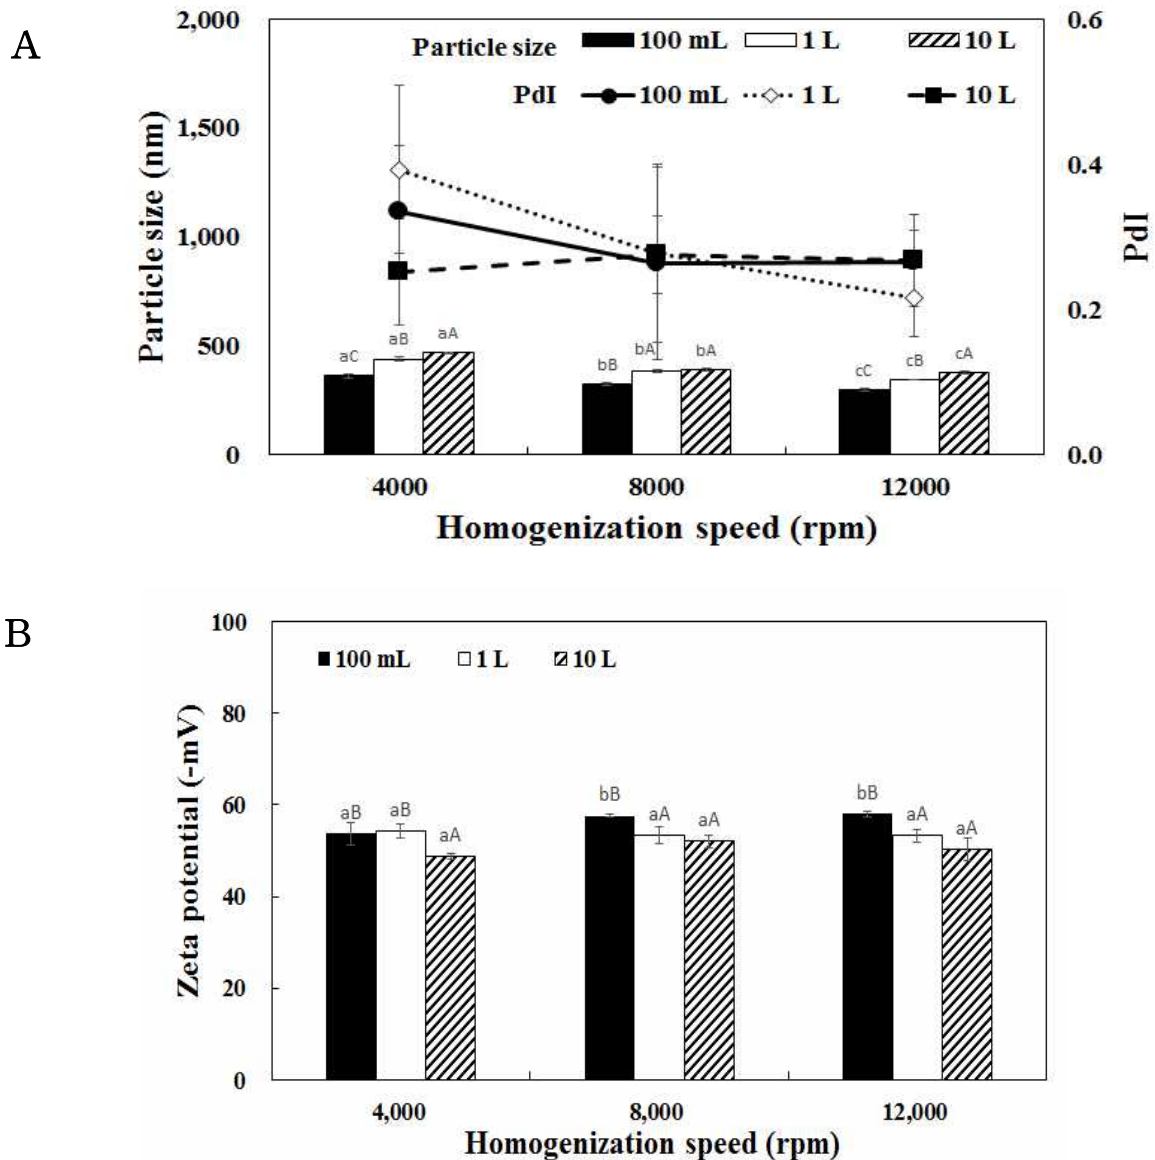 A
2,000
0.6
Particle size 100 mL 1 L 10 L
PdI 100 mL 1 L 10 L
1,500
0.4
1,000
0.2
500
aC aB aA
bB bA bA
cC cB cA
0
0.0
Particle size (nm)
PdI
4000 8000 12000
Homogenization speed (rpm)
B
100
100 mL 1 L 10 L
80
60
aB aB aA
bB aA aA
bB aA aA
40
20
0
Zeta potential (-mV)
4,000 8,000 12,000
Homogenization speed (rpm)